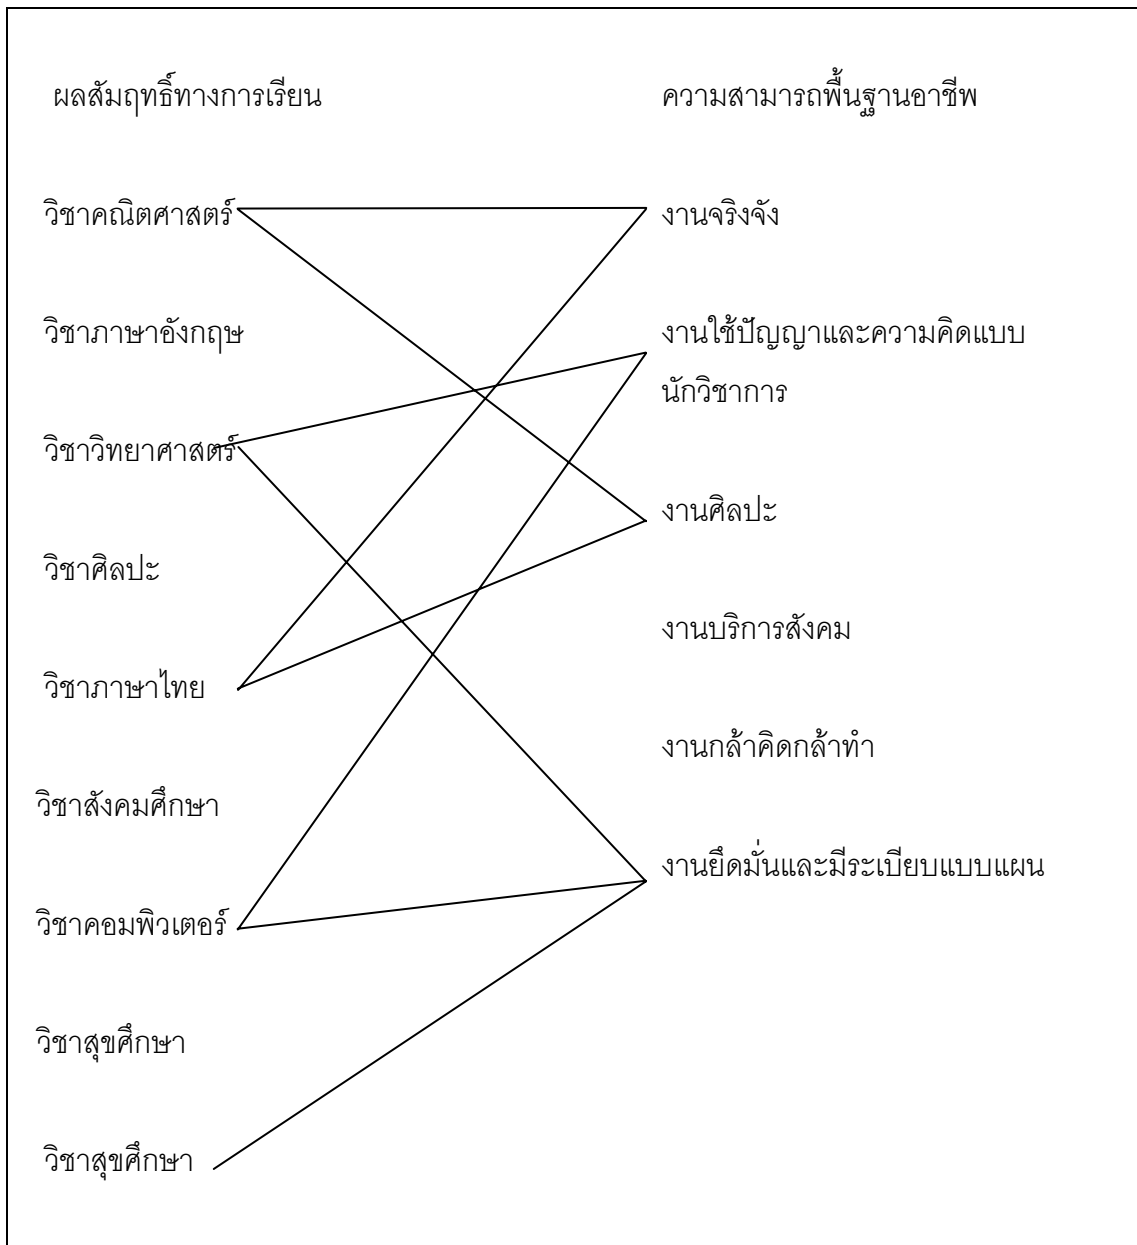 ผลสัมฤทธิ์ทางการเรียน
ความสามารถพื้นฐานอาชีพ
วิชาคณิตศาสตร์
งานจริงจัง
วิชาภาษาอังกฤษ
งานใช้ปัญญาและความคิดแบบ
นักวิชาการ
วิชาวิทยาศาสตร์
งานศิลปะ
วิชาศิลปะ
งานบริการสังคม
วิชาภาษาไทย
งานกล้าคิดกล้าทำ
วิชาสังคมศึกษา
งานยึดมั่นและมีระเบียบแบบแผน
วิชาคอมพิวเตอร์
วิชาสุขศึกษา
วิชาสุขศึกษา